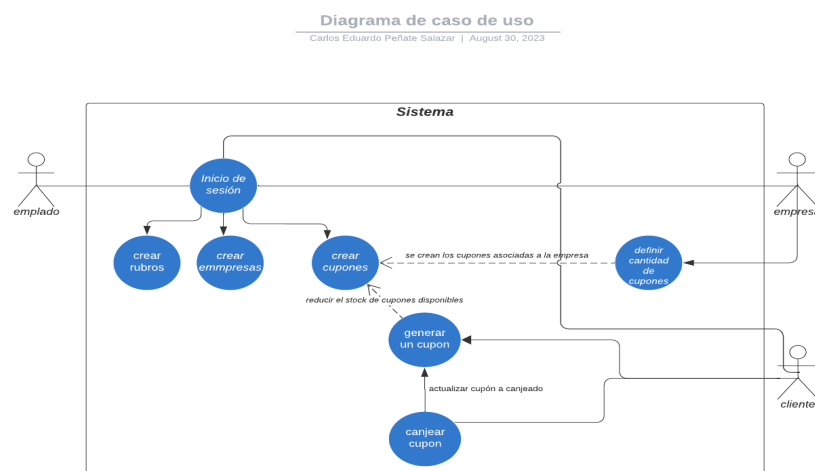 Diagrama de caso de uso
Carlos Eduardo Peñate Salazar | August 30, 2023
Sistema
Inicio de
sesión
emplado
empresa
crear
rubros
crear
emmpresas
crear
cupones
se crean los cupones asociadas a la empresa
definir
cantidad
de
cupones
reducir el stock de cupones disponibles
generar
un cupon
actualizar cupón a canjeado
cliente
canjear
cupon